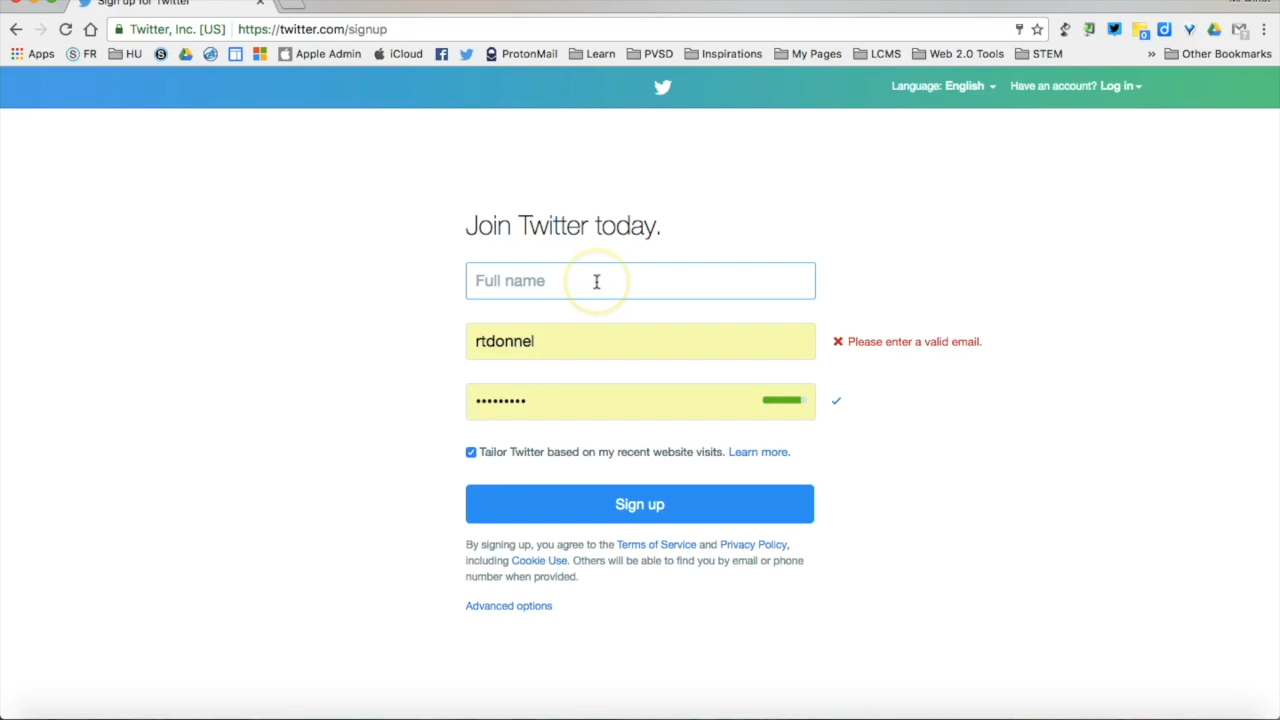 Sign up for Twitter
Twitter, Inc. [US] https://twitter.com/signup
Apps FR HU Apple Admin iCloud ProtonMail Learn PVSD Inspirations My Pages LCMS Web 2.0 Tools STEM » Other Bookmarks
Language: English Have an account? Log in
Join Twitter today.
Full name
rtdonnel
Please enter a valid email.
•••••••••
Tailor Twitter based on my recent website visits. Learn more.
Sign up
By signing up, you agree to the Terms of Service and Privacy Policy,
including Cookie Use. Others will be able to find you by email or phone
number when provided.
Advanced options